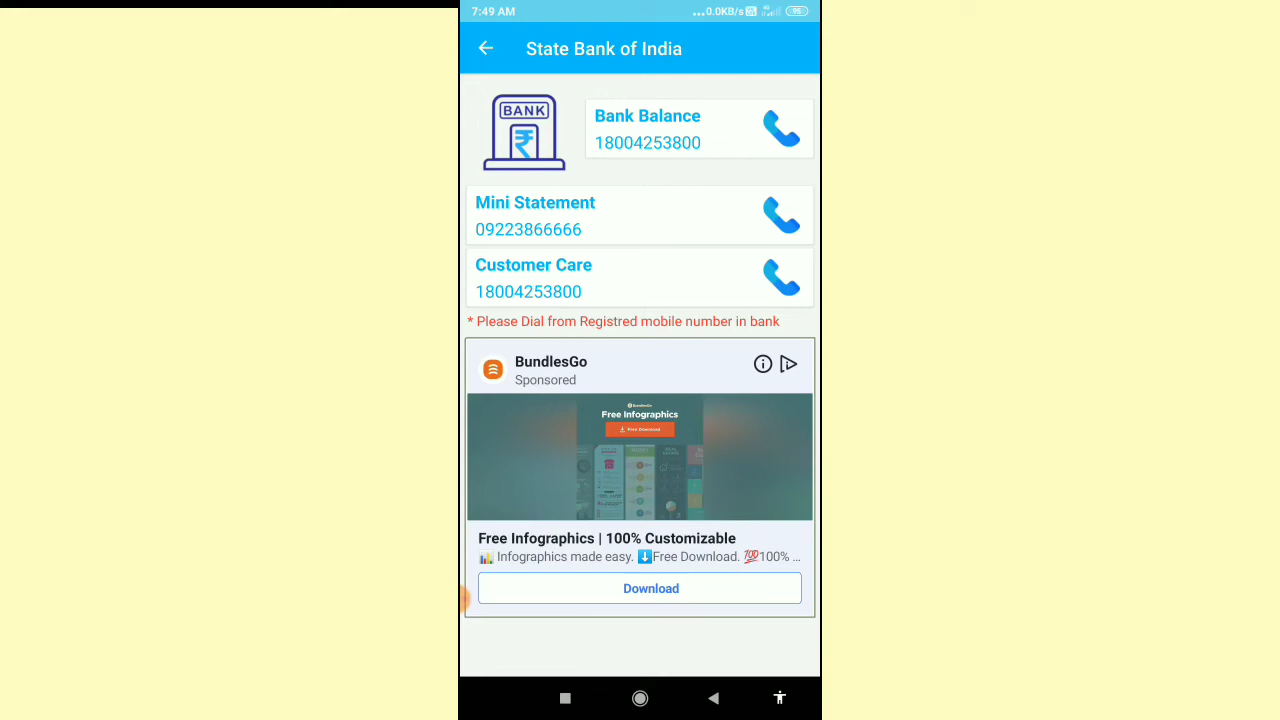 7:49 AM
...0.0KB/s
4G
95
State Bank of India
BANK
Bank Balance
18004253800
Mini Statement
09223866666
Customer Care
18004253800
* Please Dial from Registred mobile number in bank
BundlesGo
Sponsored
Free Infographics
Free Download
Free Infographics | 100% Customizable
📊 Infographics made easy. ⬇️Free Download. 💯100% ...
Download